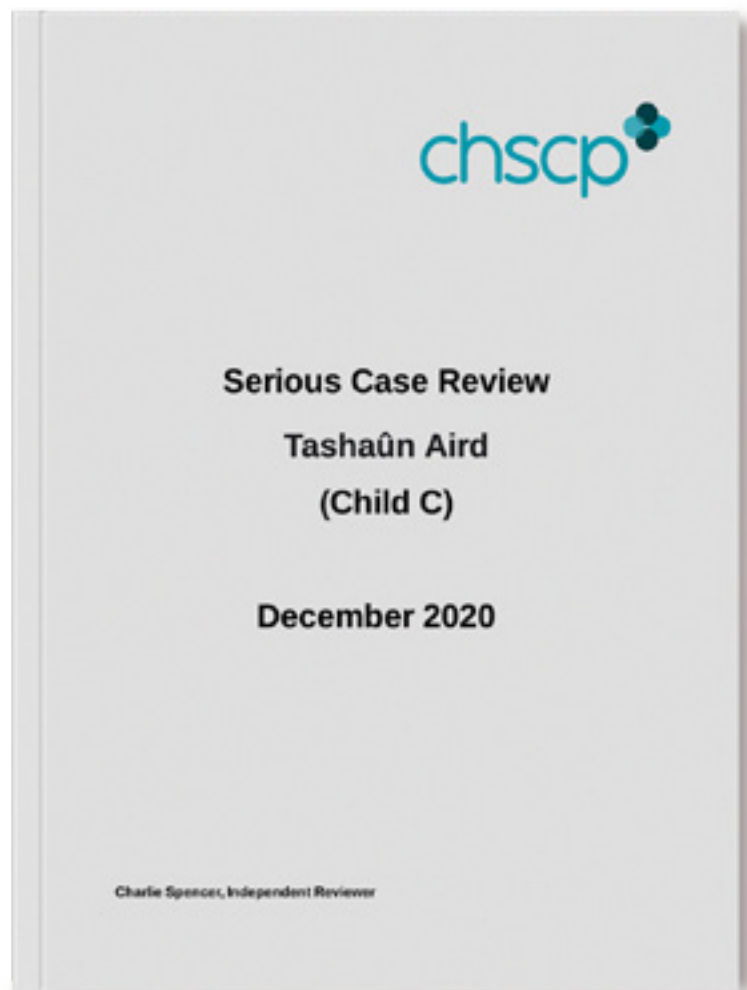 chscp
Serious Case Review
Tashaûn Aird
(Child C)
December 2020
Charlie Spencer, Independent Reviewer